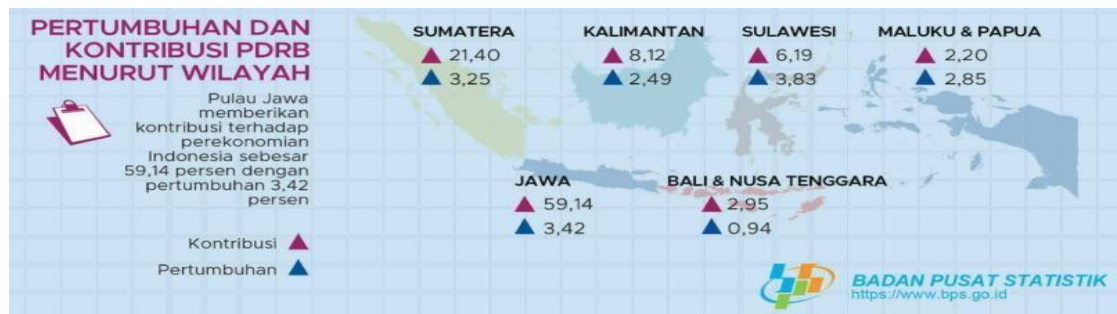 PERTUMBUHAN DAN
KONTRIBUSI PDRB
MENURUT WILAYAH
Pulau Jawa
memberikan
kontribusi terhadap
perekonomian
Indonesia sebesar
59,14 persen dengan
pertumbuhan 3,42
persen
Kontribusi
Pertumbuhan
SUMATERA
21,40
3,25
KALIMANTAN
8,12
2,49
SULAWESI
6,19
3,83
MALUKU & PAPUA
2,20
2,85
JAWA
59,14
3,42
BALI & NUSA TENGGARA
2,95
0,94
BADAN PUSAT STATISTIK
https://www.bps.go.id